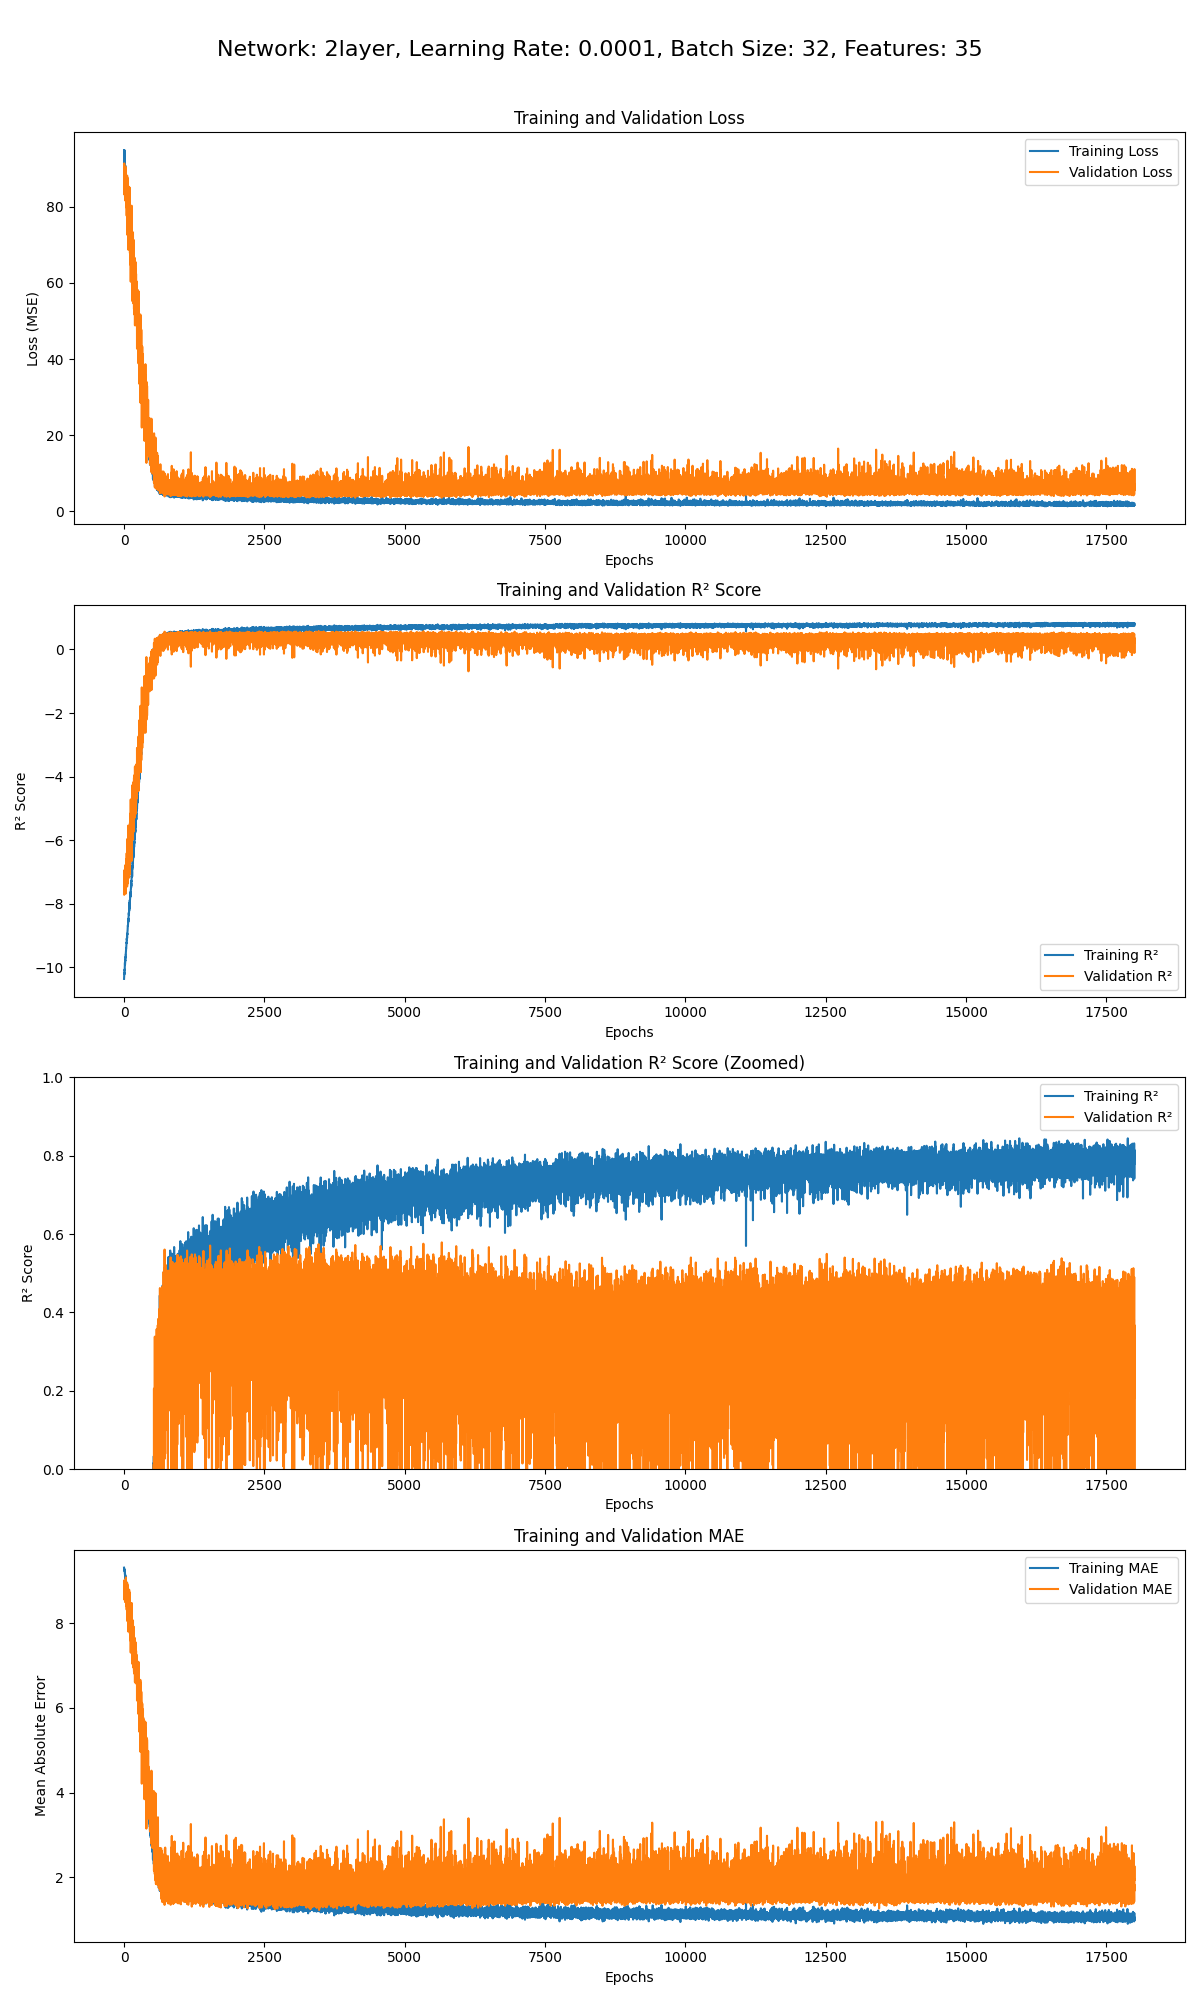 Network: 2layer, Learning Rate: 0.0001, Batch Size: 32, Features: 35
Training and Validation Loss
Training Loss
Validation Loss
80
60
40
20
0
Loss (MSE)
0 2500 5000 7500 10000 12500 15000 17500
Epochs
Training and Validation R² Score
0
−2
−4
−6
−8
−10
R² Score
Training R²
Validation R²
0 2500 5000 7500 10000 12500 15000 17500
Epochs
Training and Validation R² Score (Zoomed)
Training R²
Validation R²
1.0
0.8
0.6
0.4
0.2
0.0
R² Score
0 2500 5000 7500 10000 12500 15000 17500
Epochs
Training and Validation MAE
Training MAE
Validation MAE
8
6
4
2
Mean Absolute Error
0 2500 5000 7500 10000 12500 15000 17500
Epochs